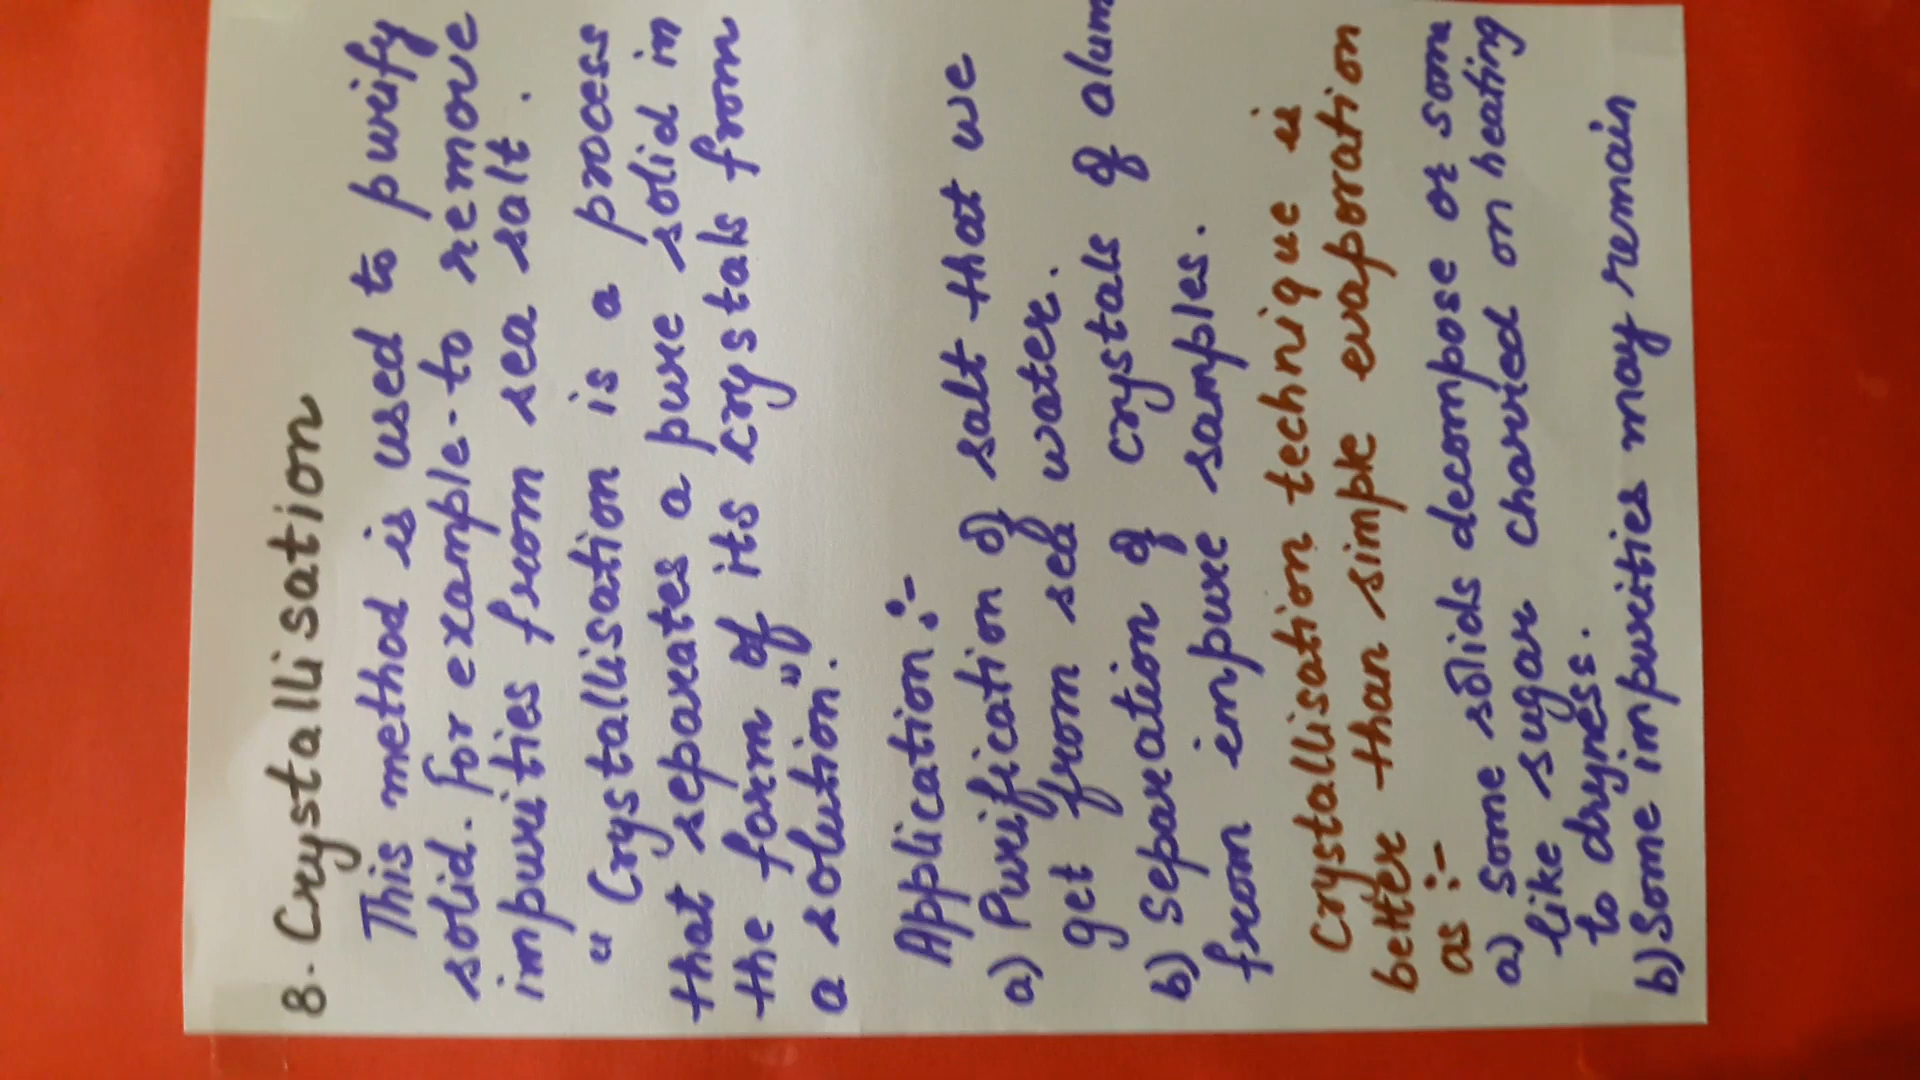 8. Crystallisation
This method is used to purify
solid. for example - to remove
impurities from sea salt.
" Crystallisation is a process
that separates a pure solid in
the form of its crystals from
a solution."
Application :-
a) Purification of salt that we
get from sea water.
b) Separation of crystals of alum
from impure samples.
Crystallisation technique is
better than simple evaporation
as :-
a) Some solids decompose or some
like sugar charred on heating
to dryness.
b) Some impurities may remain